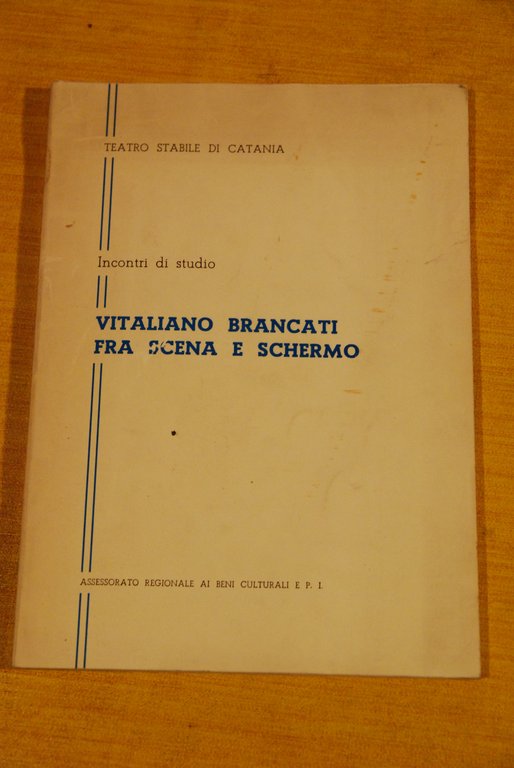 TEATRO STABILE DI CATANIA
Incontri di studio
VITALIANO BRANCATI
FRA SCENA E SCHERMO
ASSESSORATO REGIONALE AI BENI CULTURALI E P. I.